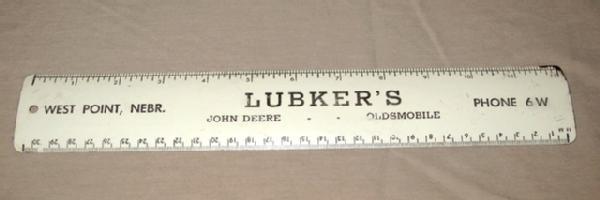 WEST POINT, NEBR.
LUBKER'S
JOHN DEERE - - OLDSMOBILE
PHONE 6W